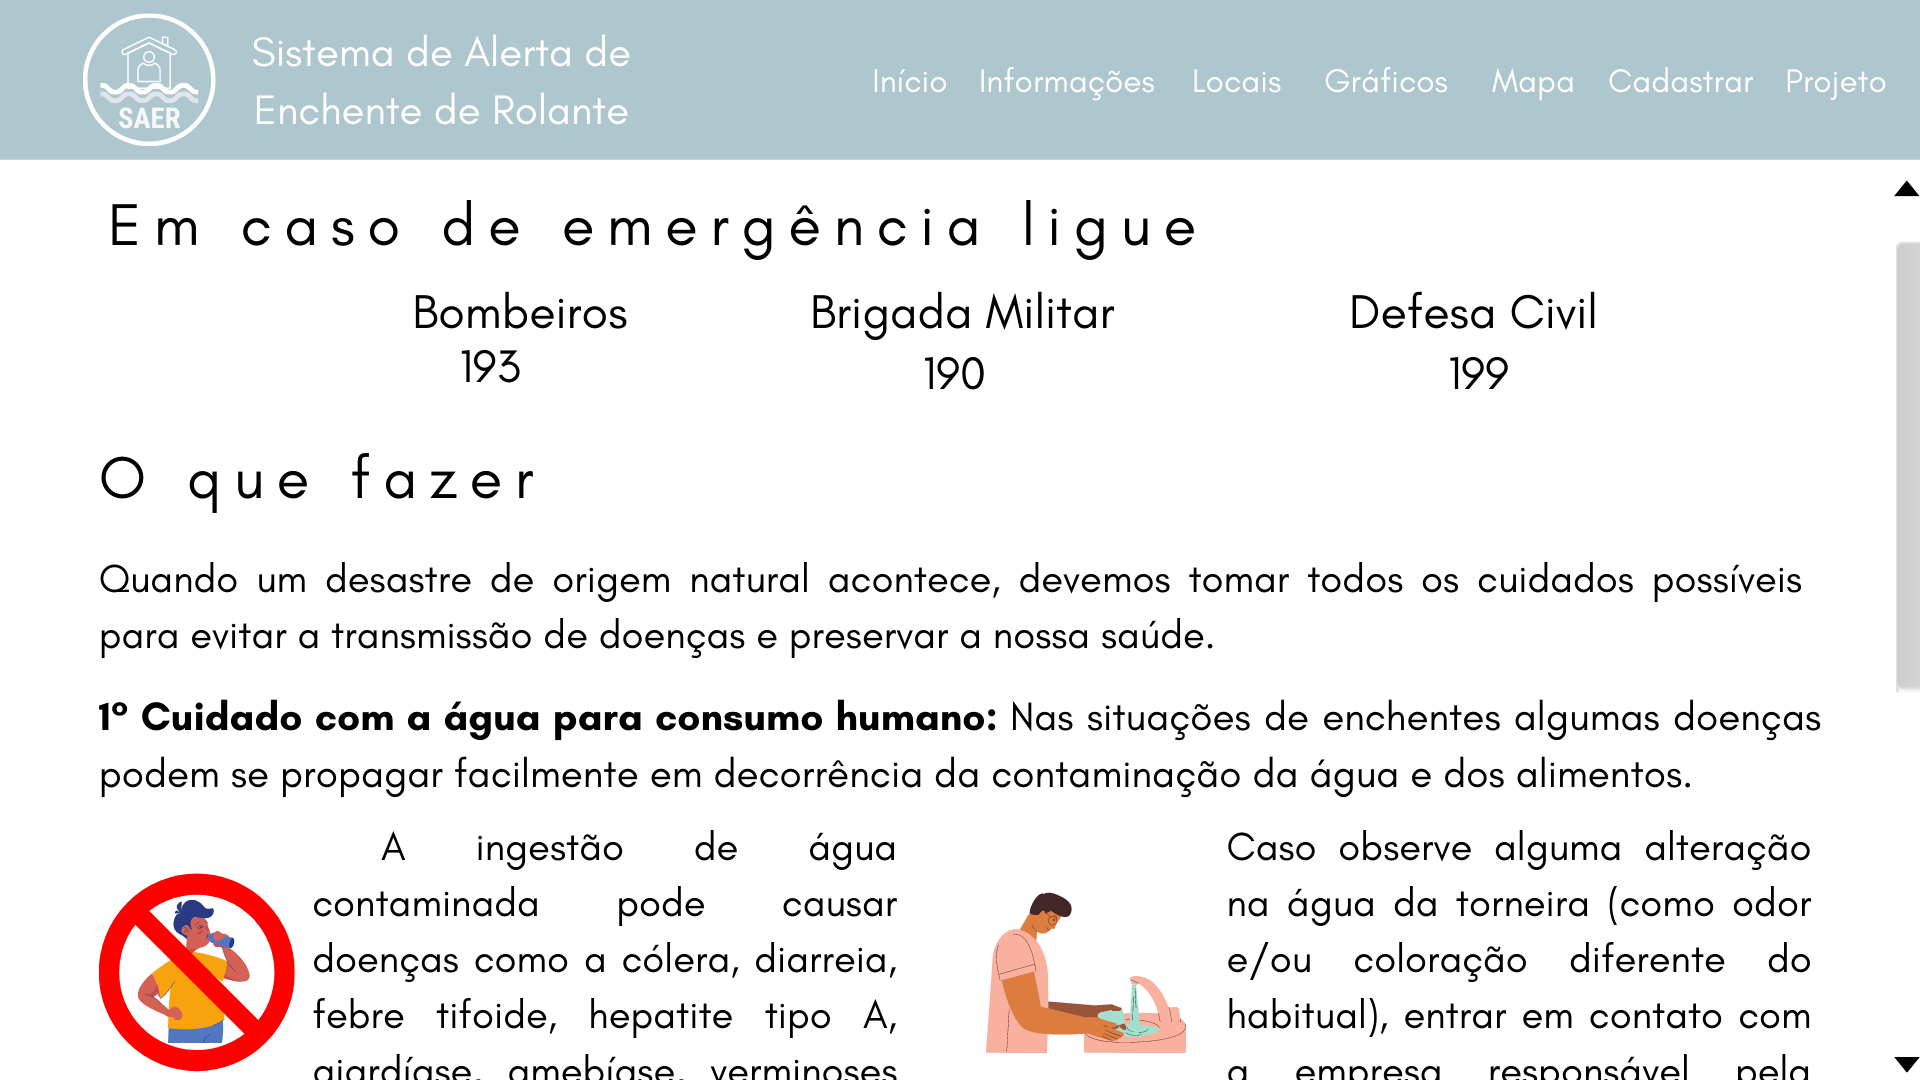 SAER
Sistema de Alerta de
Enchente de Rolante
Início Informações Locais Gráficos Mapa Cadastrar Projeto
Em caso de emergência ligue
Bombeiros
193
Brigada Militar
190
Defesa Civil
199
O que fazer
Quando um desastre de origem natural acontece, devemos tomar todos os cuidados possíveis
para evitar a transmissão de doenças e preservar a nossa saúde.
1º Cuidado com a água para consumo humano: Nas situações de enchentes algumas doenças
podem se propagar facilmente em decorrência da contaminação da água e dos alimentos.
A ingestão de água
contaminada pode causar
doenças como a cólera, diarreia,
febre tifoide, hepatite tipo A,
giardíase, amebíase, verminoses
Caso observe alguma alteração
na água da torneira (como odor
e/ou coloração diferente do
habitual), entrar em contato com
a empresa responsável pela